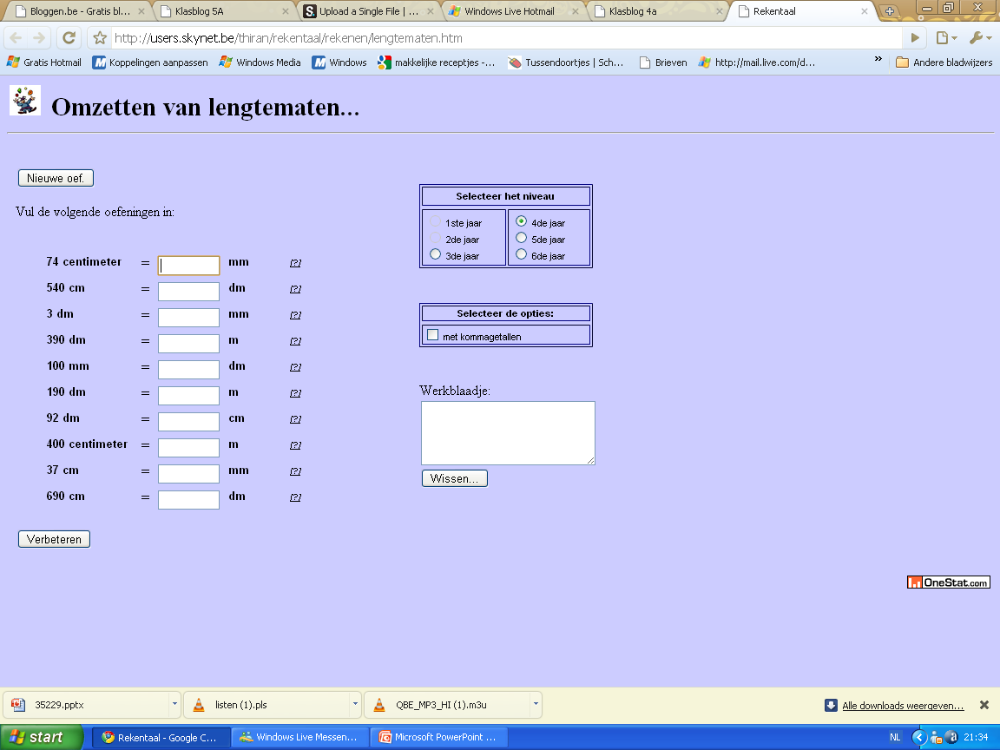 Bloggen.be - Gratis bl... Klasblog 5A Upload a Single File | ... Windows Live Hotmail Klasblog 4a Rekentaal
http://users.skynet.be/thiran/rekentaal/rekenen/lengtematen.htm
Gratis Hotmail Koppelingen aanpassen Windows Media Windows makkelijke receptjes -... Tussendoortjes | Sch... Brieven http://mail.live.com/d... » Andere bladwijzers
Omzetten van lengtematen...
Nieuwe oef.
Vul de volgende oefeningen in:
74 centimeter = mm [?]
540 cm = dm [?]
3 dm = mm [?]
390 dm = m [?]
100 mm = dm [?]
190 dm = m [?]
92 dm = cm [?]
400 centimeter = m [?]
37 cm = mm [?]
690 cm = dm [?]
Verbeteren
Selecteer het niveau
1ste jaar 4de jaar
2de jaar 5de jaar
3de jaar 6de jaar
Selecteer de opties:
met kommagetallen
Werkblaadje:
Wissen...
OneStat.com
35229.pptx listen (1).pls QBE_MP3_HI (1).m3u Alle downloads weergeven...
start Rekentaal - Google C... Windows Live Messen... Microsoft PowerPoint ... NL 21:34